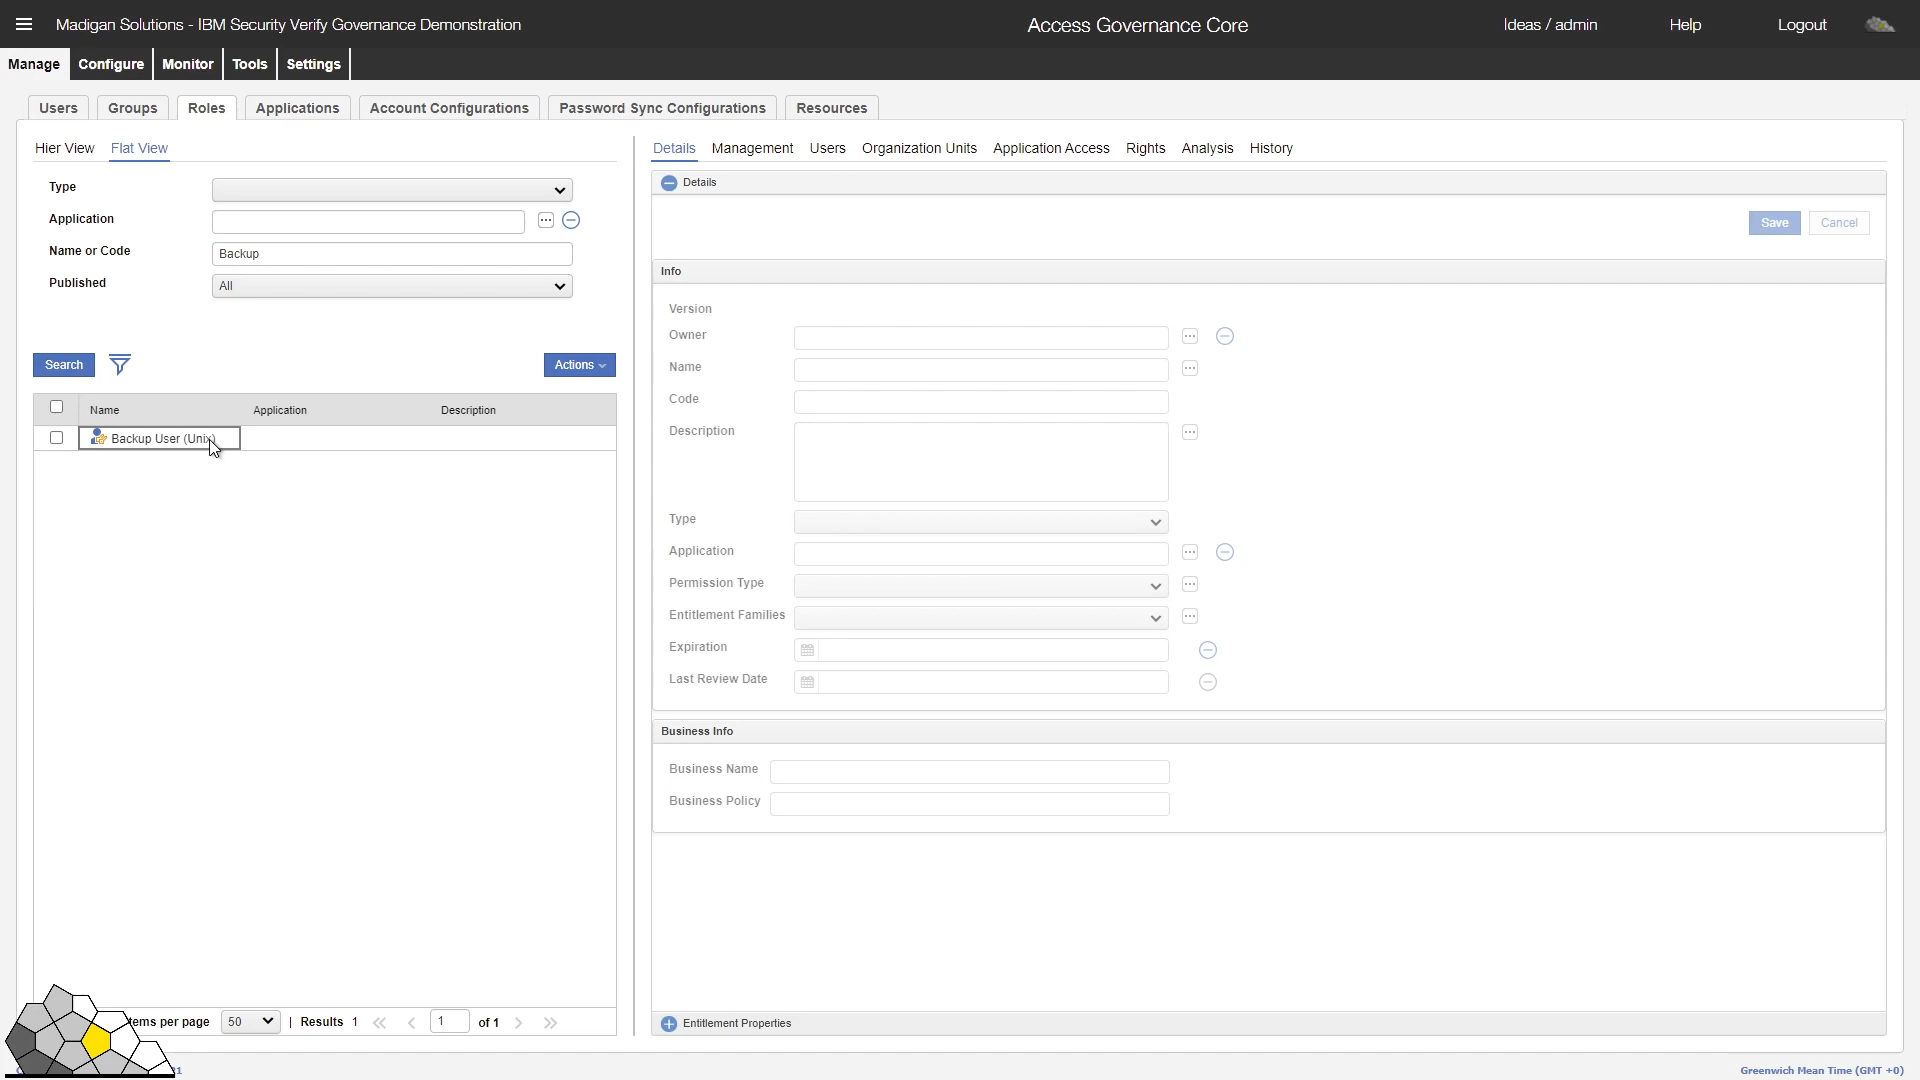 Madigan Solutions - IBM Security Verify Governance Demonstration
Access Governance Core
Ideas / admin
Help
Logout
Manage
Configure
Monitor
Tools
Settings
Users
Groups
Roles
Applications
Account Configurations
Password Sync Configurations
Resources
Hier View
Flat View
Type
Application
Name or Code
Backup
Published
All
Search
Actions
Name
Application
Description
Backup User (Unix)
tems per page
50
| Results 1
1
of 1
Details
Management
Users
Organization Units
Application Access
Rights
Analysis
History
Details
Save
Cancel
Info
Version
Owner
Name
Code
Description
Type
Application
Permission Type
Entitlement Families
Expiration
Last Review Date
Business Info
Business Name
Business Policy
Entitlement Properties
Greenwich Mean Time (GMT +0)